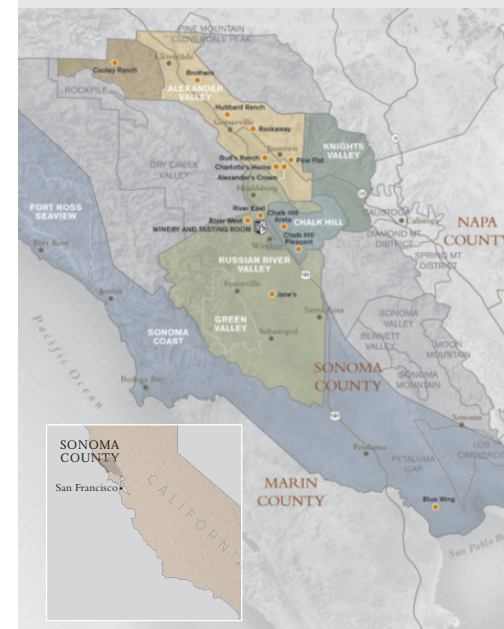 PINE MOUNTAIN
CLOVERDALE PEAK
Cloverdale
Cooley Ranch
Brothers
ALEXANDER
VALLEY
ROCKPILE
Hubbard Ranch
Geyserville
Rockaway
KNIGHTS
VALLEY
DRY CREEK
VALLEY
Bud's Ranch
Pine Flat
Charlotte's Home
Alexander's Crown
Healdsburg
FORT ROSS
SEAVIEW
Fort Ross
River East
River West
Chalk Hill
Areta
CHALK HILL
WINERY AND TASTING ROOM
Chalk Hill
Pleasant
Windsor
CALISTOGA
Calistoga
DIAMOND MT.
DISTRICT
NAPA
COUNTY
SPRING MT.
DISTRICT
RUSSIAN RIVER
VALLEY
101
Forestville
Jenner
Jane's
Santa Rosa
GREEN
VALLEY
Sebastopol
SONOMA
COAST
SONOMA
VALLEY
BENNETT
VALLEY
MOON
MOUNTAIN
SONOMA
MOUNTAIN
SONOMA
COUNTY
Pacific Ocean
Bodega Bay
101
Sonoma
Petaluma
PETALUMA
GAP
LOS
CARNEROS
MARIN
COUNTY
Blue Wing
San Pablo B
SONOMA
COUNTY
San Francisco
CALIFORNI